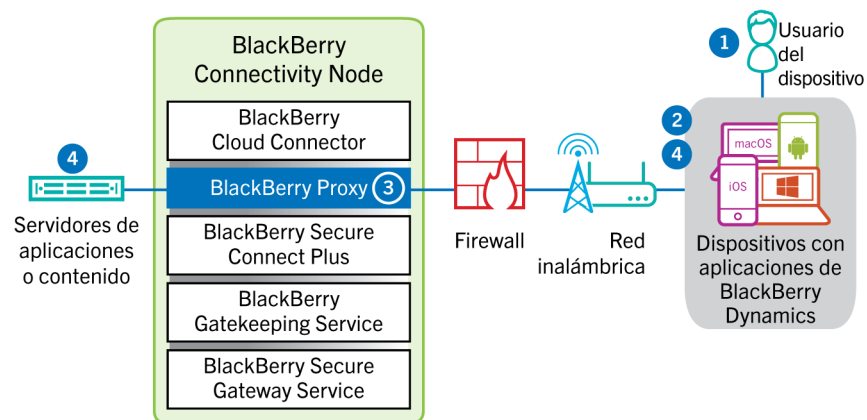 BlackBerry
Connectivity Node
BlackBerry
Cloud Connector
BlackBerry Proxy 3
BlackBerry Secure
Connect Plus
BlackBerry
Gatekeeping Service
BlackBerry Secure
Gateway Service
4
Servidores de
aplicaciones
o contenido
Firewall
Red
inalámbrica
1
Usuario
del
dispositivo
2
4
macOS
iOS
Dispositivos con
aplicaciones de
BlackBerry
Dynamics